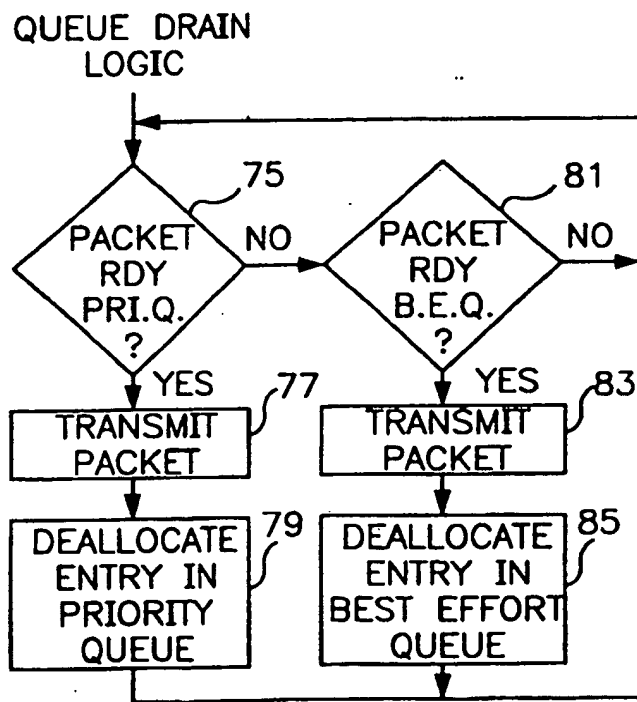 QUEUE DRAIN
LOGIC
75
PACKET
RDY
PRI.Q.
?
NO
81
PACKET
RDY
B.E.Q.
?
NO
YES
77
TRANSMIT
PACKET
YES
83
TRANSMIT
PACKET
79
DEALLOCATE
ENTRY IN
PRIORITY
QUEUE
85
DEALLOCATE
ENTRY IN
BEST EFFORT
QUEUE